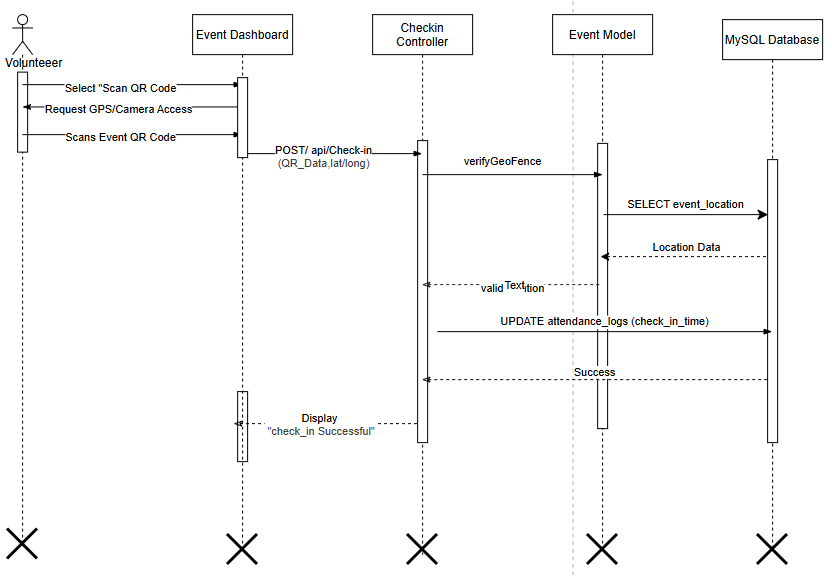 Event Dashboard
Checkin
Controller
Event Model
MySQL Database
Volunteeer
Select "Scan QR Code
Request GPS/Camera Access
Scans Event QR Code
POST/ api/Check-in
(QR_Data,lat/long)
verifyGeoFence
SELECT event_location
Location Data
valid
Text
ition
UPDATE attendance_logs (check_in_time)
Success
Display
"check_in Successful"